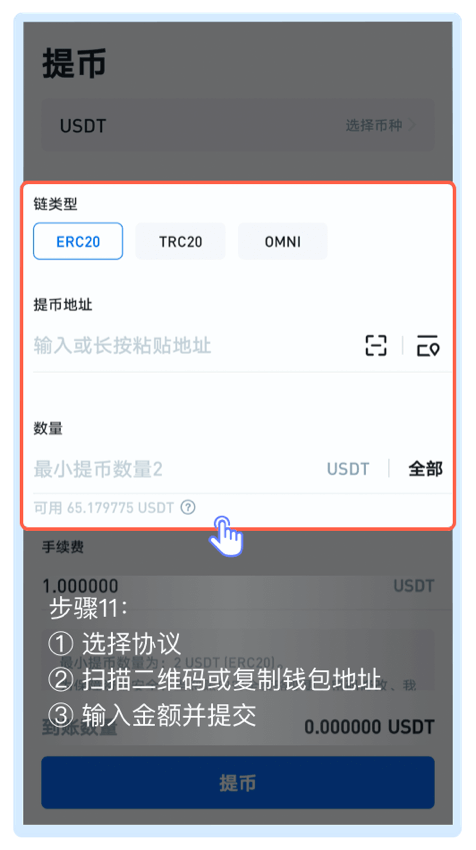 提币
USDT 选择币种
链类型
ERC20 TRC20 OMNI
提币地址
输入或长按粘贴地址
数量
最小提币数量2 USDT 全部
可用 65.179775 USDT ?
手续费
1.000000 USDT
步骤11:
最小提币数量为：2 USDT (ERC20)。
① 选择协议
② 扫描二维码或复制钱包地址
③ 输入金额并提交
到账数量 0.000000 USDT
提币